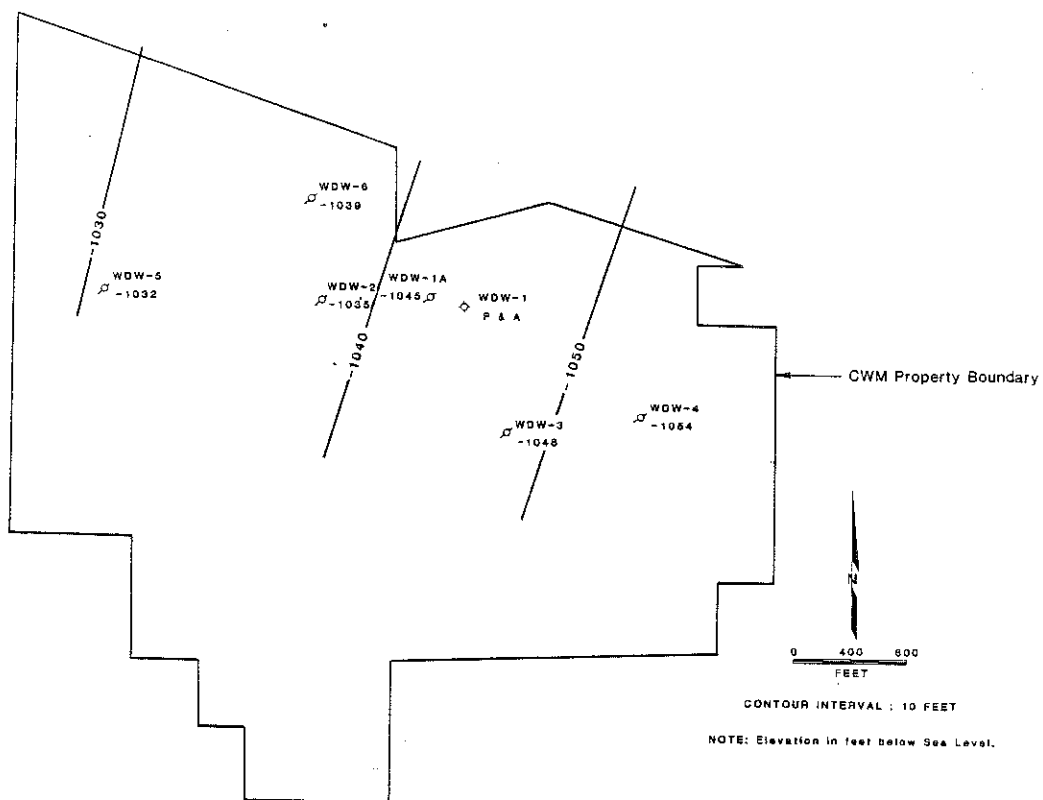 WDW-6
-1039
-1030
WDW-5
-1032
WDW-2
-1035
WDW-1A
-1045
WDW-1
P & A
-1040
-1050
CWM Property Boundary
WDW-3
-1048
WDW-4
-1054
N
0 400 800
FEET
CONTOUR INTERVAL : 10 FEET
NOTE: Elevation in feet below Sea Level.